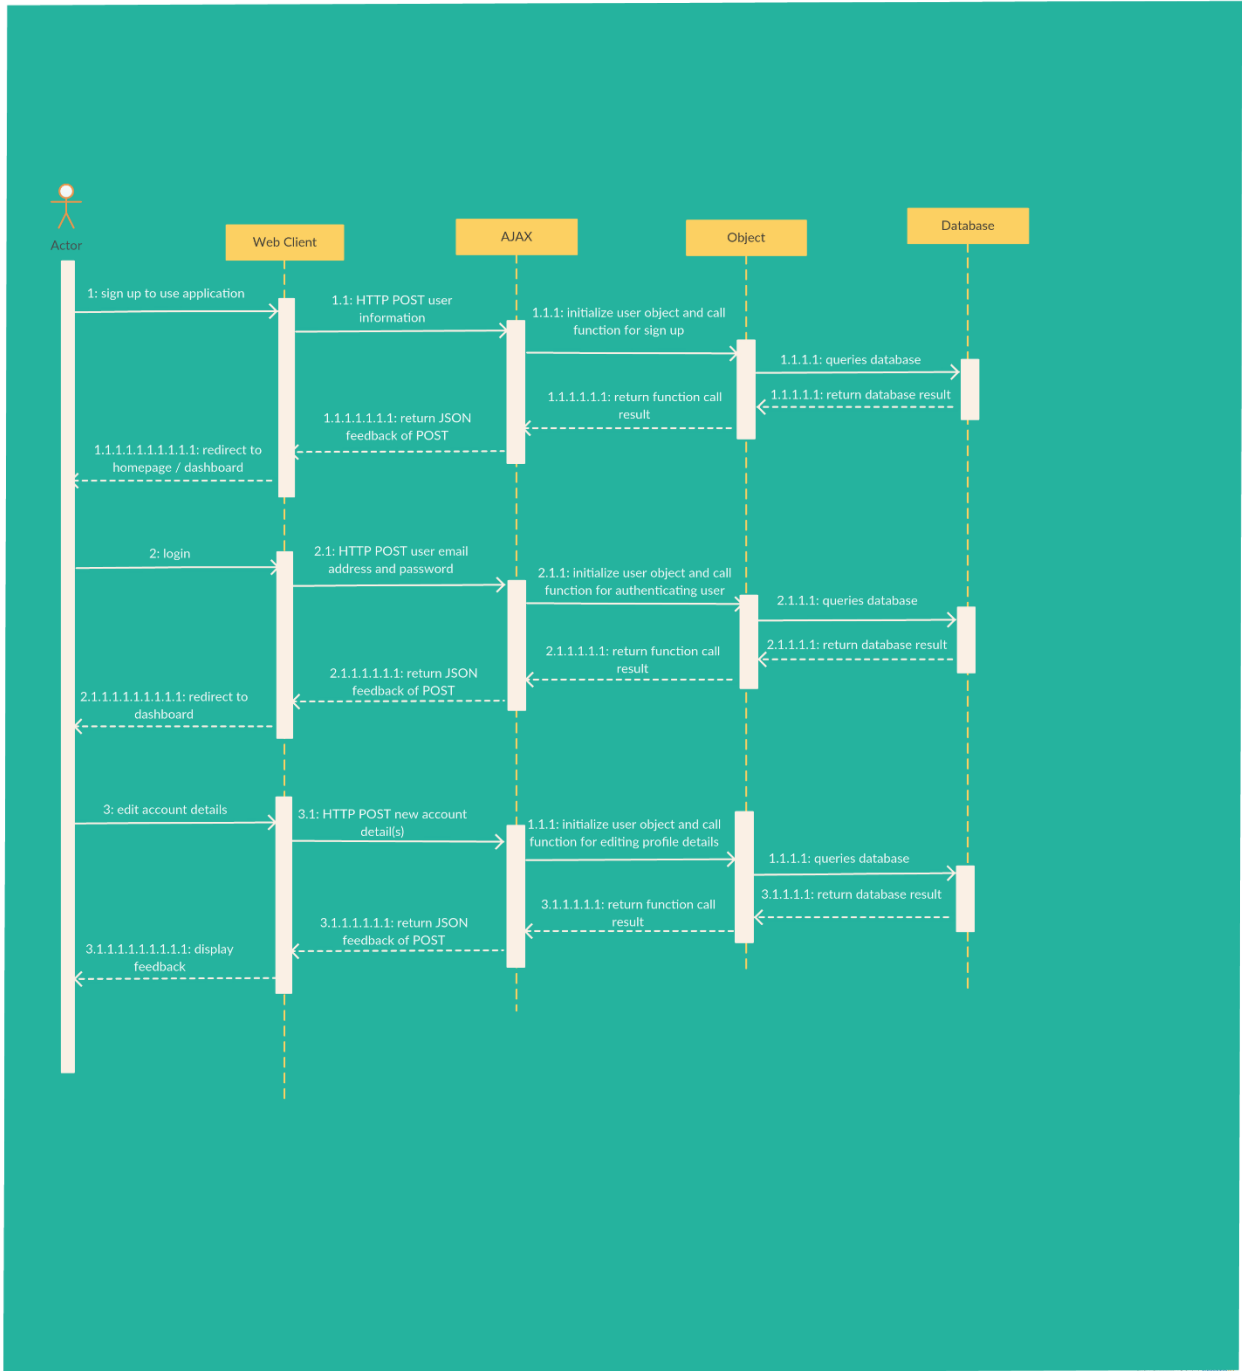 Actor
Web Client
AJAX
Object
Database
1: sign up to use application
1.1: HTTP POST user
information
1.1.1: initialize user object and call
function for sign up
1.1.1.1: queries database
1.1.1.1.1: return database result
1.1.1.1.1.1: return function call
result
1.1.1.1.1.1.1: return JSON
feedback of POST
1.1.1.1.1.1.1.1.1.1: redirect to
homepage / dashboard
2: login
2.1: HTTP POST user email
address and password
2.1.1: initialize user object and call
function for authenticating user
2.1.1.1: queries database
2.1.1.1.1: return database result
2.1.1.1.1.1: return function call
result
2.1.1.1.1.1.1: return JSON
feedback of POST
2.1.1.1.1.1.1.1.1.1: redirect to
dashboard
3: edit account details
3.1: HTTP POST new account
detail(s)
1.1.1: initialize user object and call
function for editing profile details
1.1.1.1: queries database
3.1.1.1.1: return database result
3.1.1.1.1.1: return function call
result
3.1.1.1.1.1.1: return JSON
feedback of POST
3.1.1.1.1.1.1.1.1.1: display
feedback